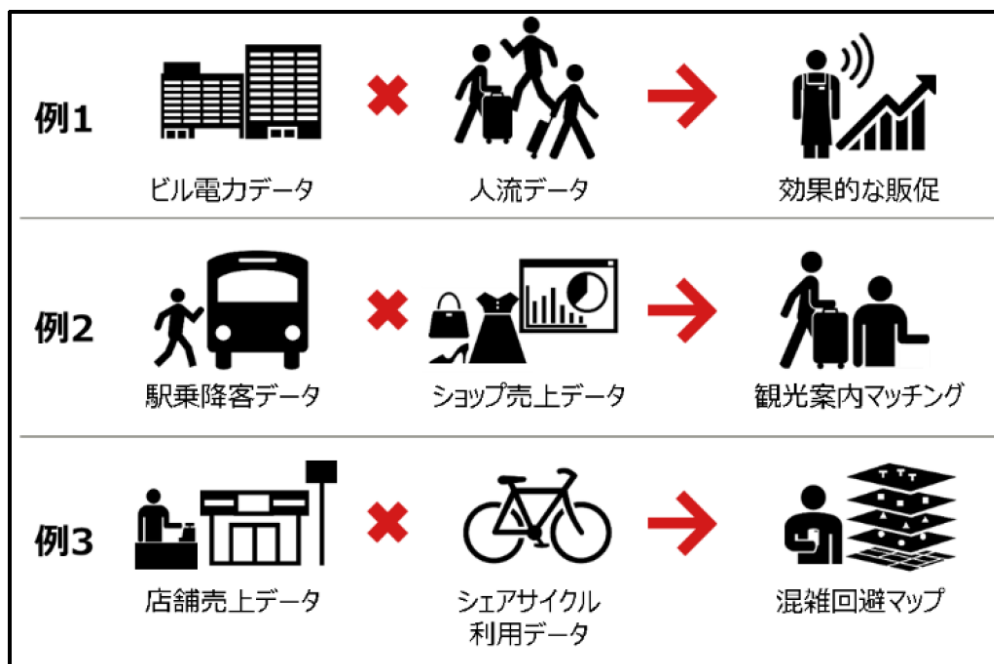 例1
ビル電力データ
人流データ
効果的な販促
例2
駅乗降客データ
ショップ売上データ
観光案内マッチング
例3
店舗売上データ
シェアサイクル
利用データ
混雑回避マップ